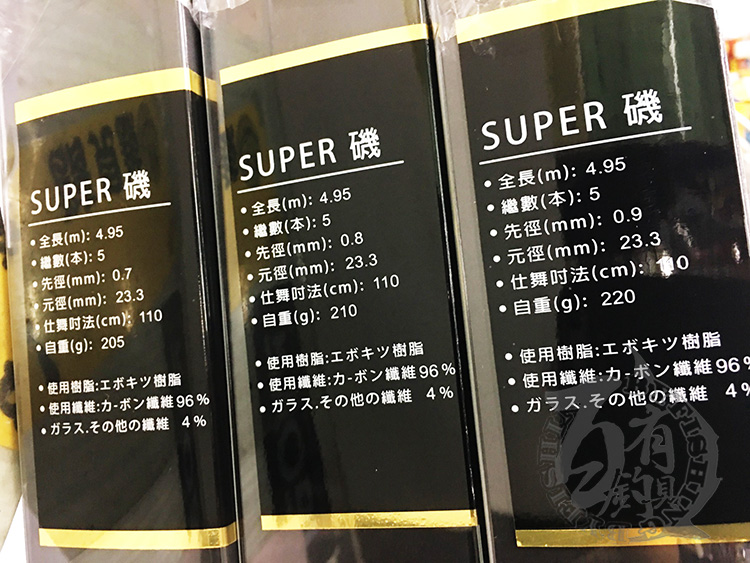 SUPER 磯
• 全長(m): 4.95
• 繼數(本): 5
• 先徑(mm): 0.7
• 元徑(mm): 23.3
• 仕舞吋法(cm): 110
• 自重(g): 205
• 使用樹脂:エボキツ樹脂
• 使用纖維:カ-ボン纖維96%
• ガラス.その他の纖維 4%
SUPER 磯
• 全長(m): 4.95
• 繼數(本): 5
• 先徑(mm): 0.8
• 元徑(mm): 23.3
• 仕舞吋法(cm): 110
• 自重(g): 210
• 使用樹脂:エボキツ樹脂
• 使用纖維:カ-ボン纖維96%
• ガラス.その他の纖維 4%
SUPER 磯
• 全長(m): 4.95
• 繼數(本): 5
• 先徑(mm): 0.9
• 元徑(mm): 23.3
• 仕舞吋法(cm): 110
• 自重(g): 220
• 使用樹脂:エボキツ樹脂
• 使用纖維:カ-ボン纖維96%
• ガラス.その他の纖維 4%
有
釣具